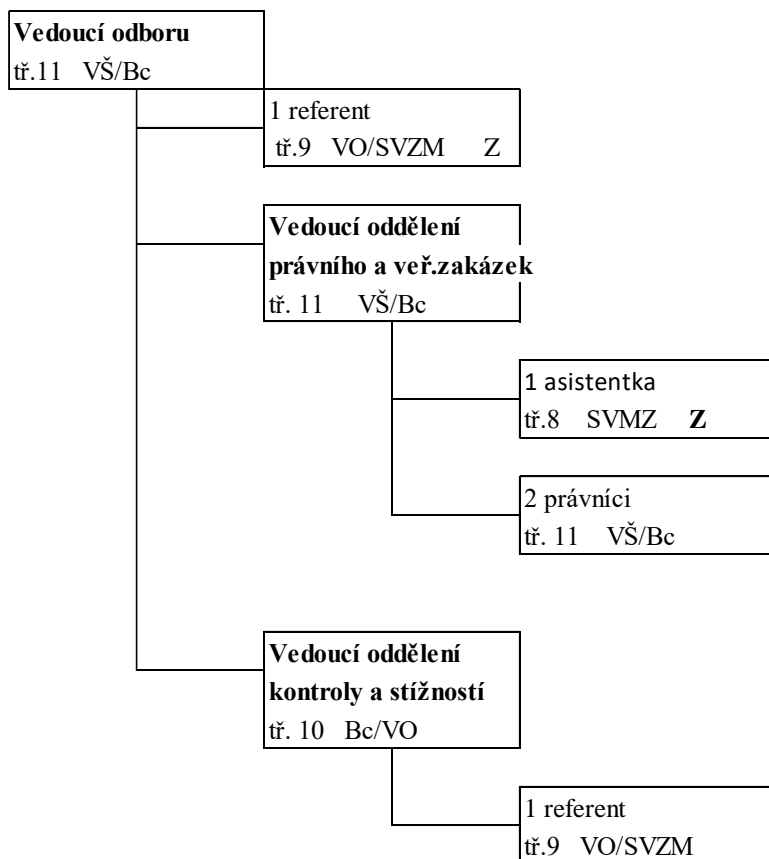 Vedoucí odboru
tř.11 VŠ/Bc
1 referent
tř.9 VO/SVZM Z
Vedoucí oddělení
právního a veř.zakázek
tř. 11 VŠ/Bc
1 asistentka
tř.8 SVMZ Z
2 právníci
tř. 11 VŠ/Bc
Vedoucí oddělení
kontroly a stížností
tř. 10 Bc/VO
1 referent
tř.9 VO/SVZM